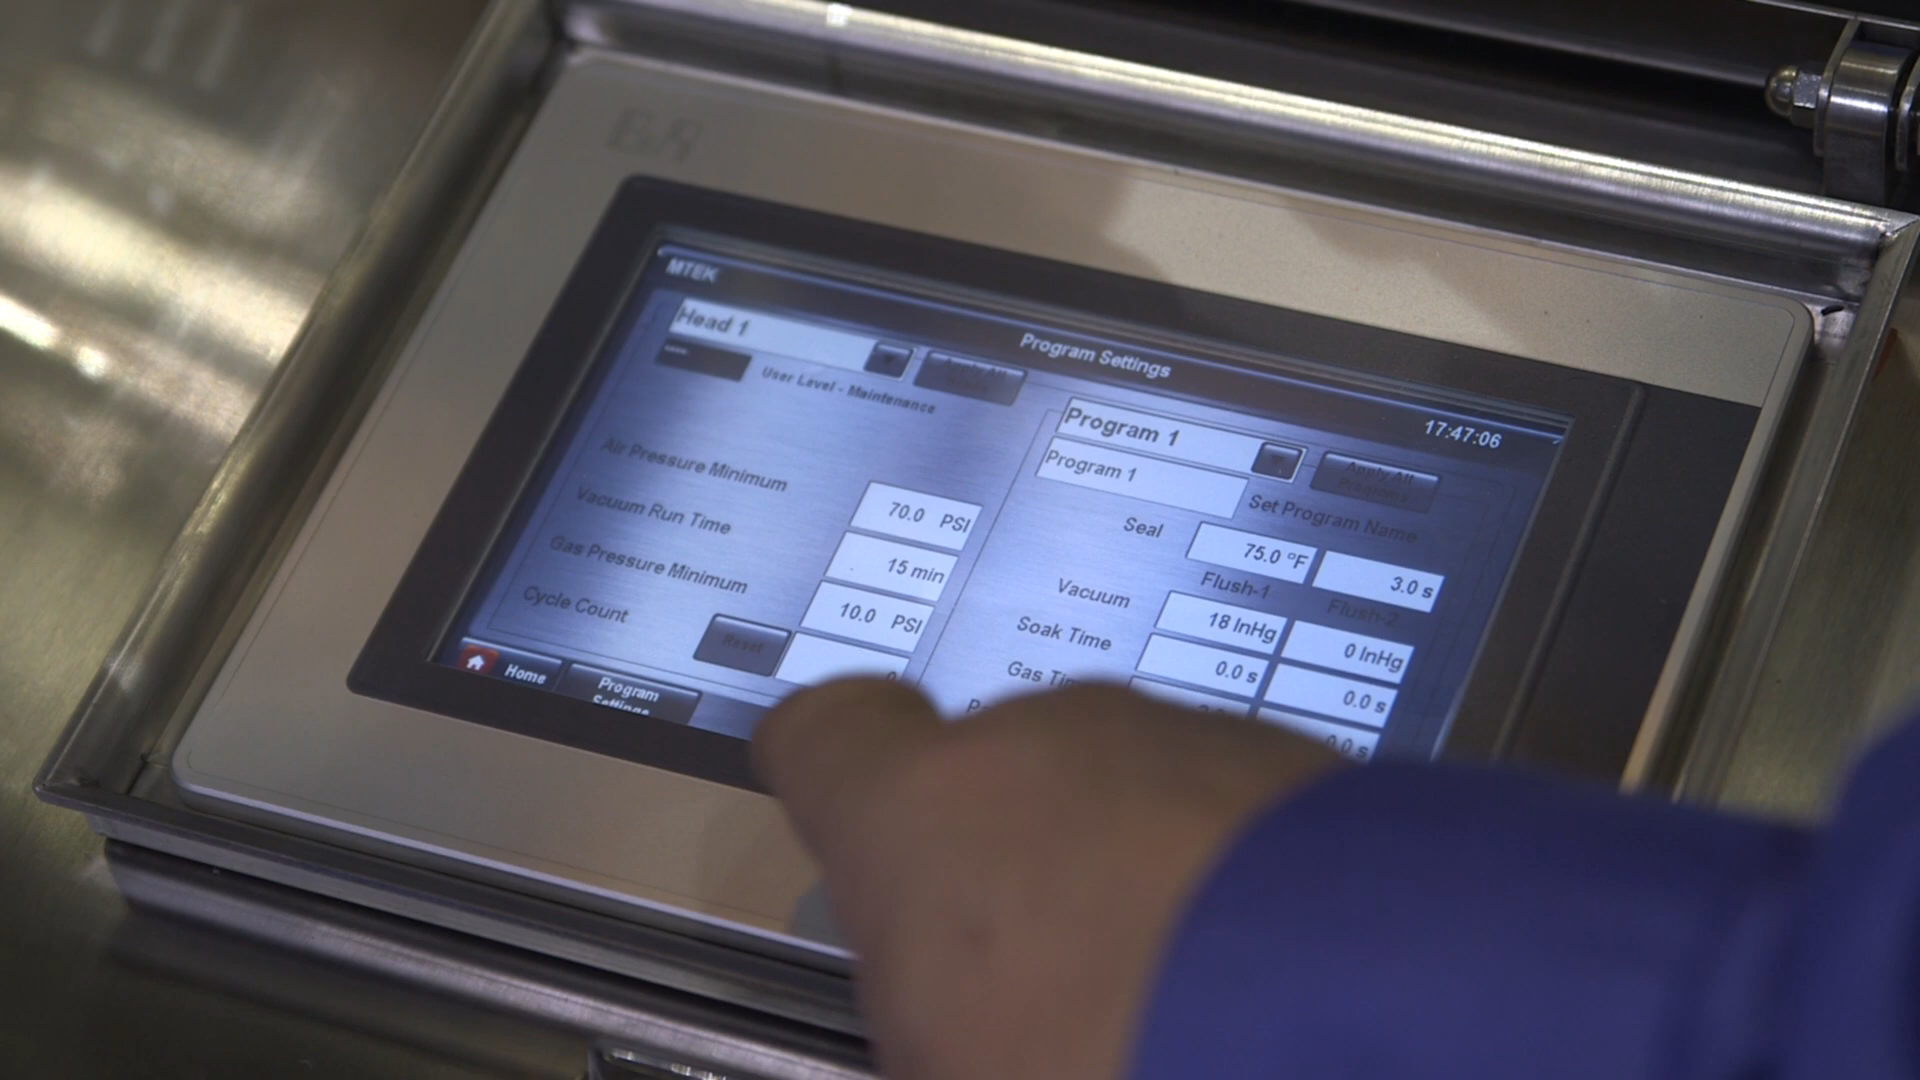 MTEK
Program Settings
17:47:06
Head 1
User Level - Maintenance
Air Pressure Minimum
70.0 PSI
Vacuum Run Time
15 min
Gas Pressure Minimum
10.0 PSI
Cycle Count
Reset
0
Program 1
Apply All
Program 1
Set Program Name
Seal
75.0 °F
3.0 s
Flush-1
Flush-2
Vacuum
18 InHg
0 InHg
Soak Time
0.0 s
0.0 s
Gas
0.0 s
Home
Program
Settings